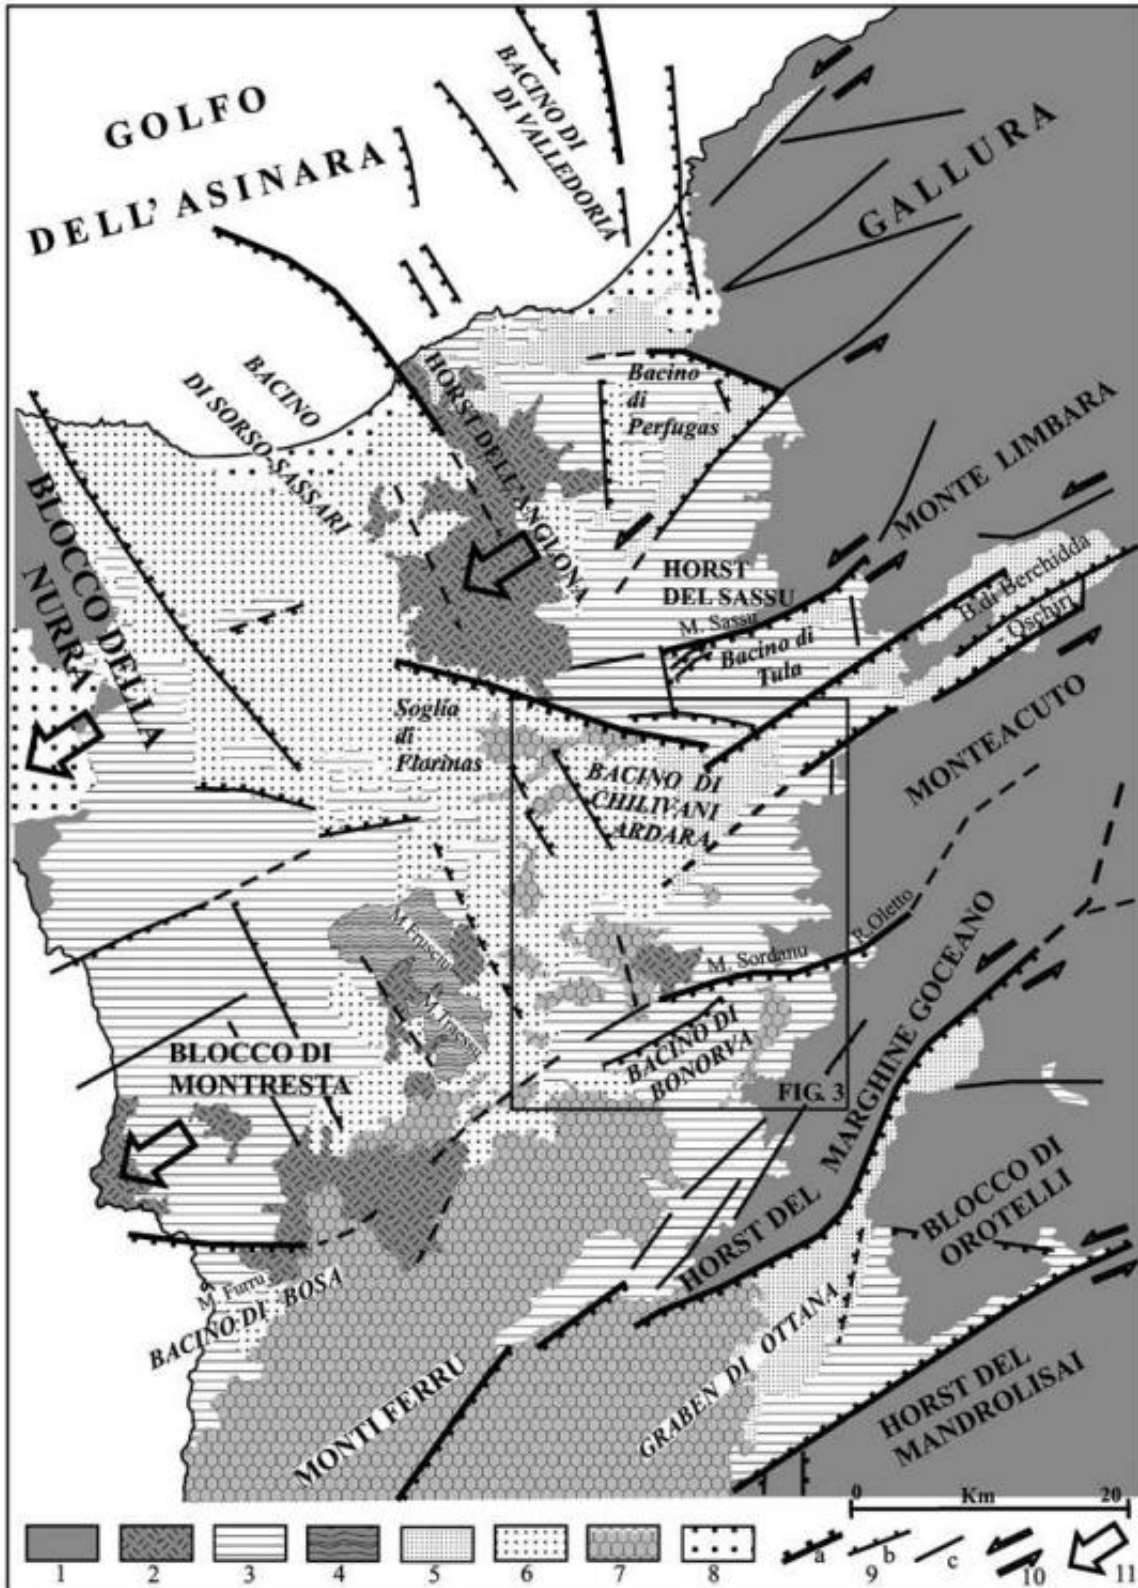 GOLFO
DELL' ASINARA
BACINO DI
DI VALLEDORIA
GALLURA
BACINO
DI SORSO-SASSARI
HORST DELL'ANGLONA
Bacino
di
Perfugas
MONTE LIMBARA
BLOCCO DELLA
NURRA
HORST
DEL SASSU
M. Sassu
Bacino di
Tula
B. di Berchidda
- Oschiri
Soglia
di
Florinas
BACINO DI
CHILIVANI
ARDARA
MONTEACUTO
M. Sordanu
R. Oletto
BACINO DI
BONORVA
FIG. 3
BLOCCO DI
MONTRESTA
HORST DEL MARGHINE GOCEANO
BLOCCO DI
OROTELLI
M. Furru
BACINO DI BOSA
MONTI FERRU
GRABEN DI OTTANA
HORST DEL
MANDROLISAI
0 Km 20
1 2 3 4 5 6 7 8 a b 9 c 10 11